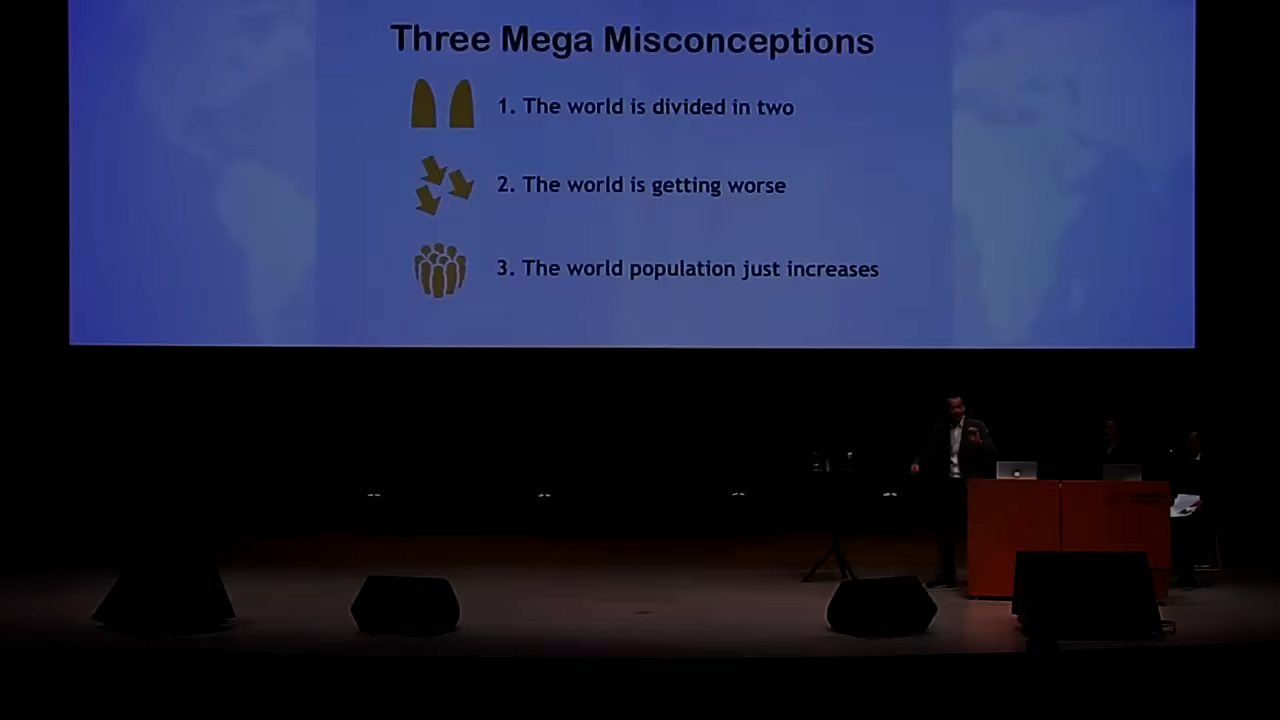 Three Mega Misconceptions
1. The world is divided in two
2. The world is getting worse
3. The world population just increases